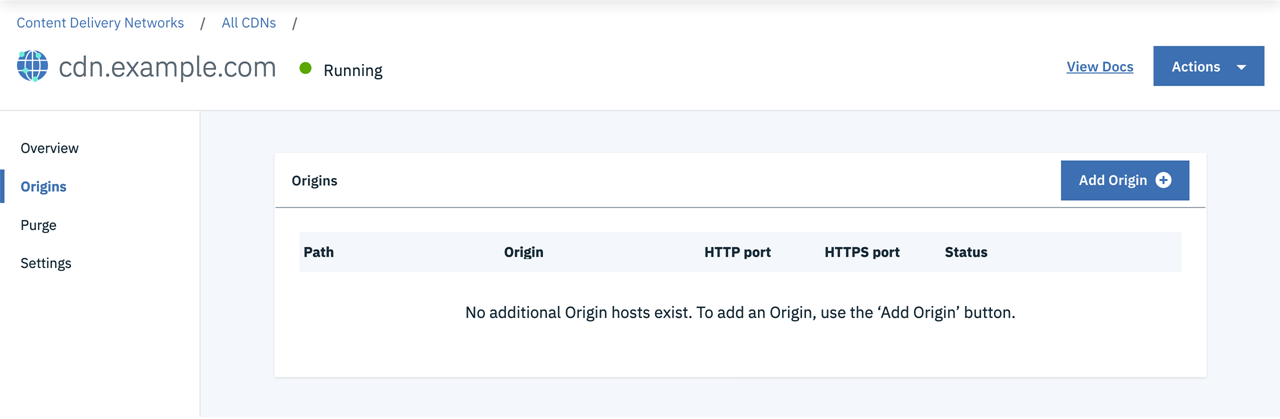 Content Delivery Networks / All CDNs /
cdn.example.com Running
View Docs Actions
Overview
Origins
Purge
Settings
Origins Add Origin
Path Origin HTTP port HTTPS port Status
No additional Origin hosts exist. To add an Origin, use the ‘Add Origin’ button.